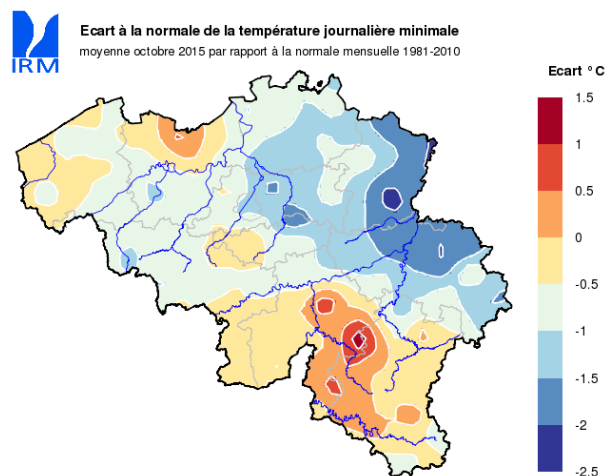 Ecart à la normale de la température journalière minimale
moyenne octobre 2015 par rapport à la normale mensuelle 1981-2010
IRM
Ecart °C
1.5
1
0.5
0
-0.5
-1
-1.5
-2
-2.5